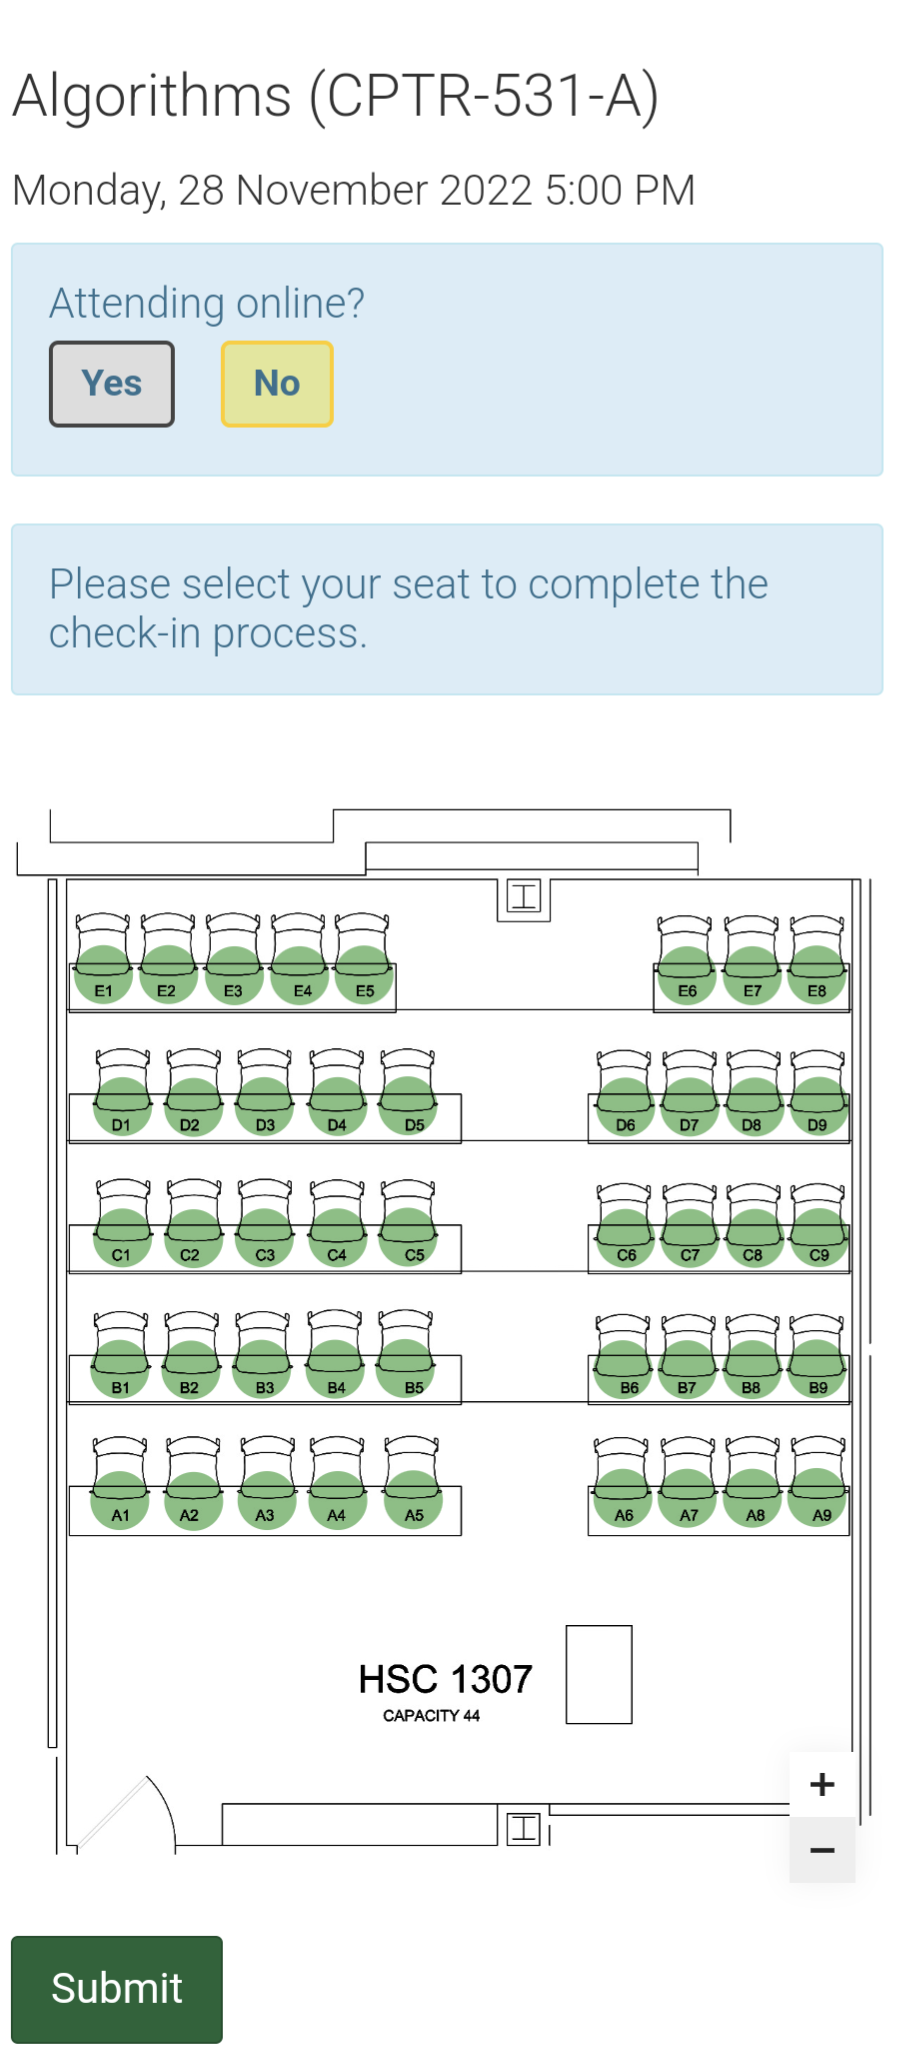 Algorithms (CPTR-531-A)
Monday, 28 November 2022 5:00 PM
Attending online?
Yes No
Please select your seat to complete the
check-in process.
E1 E2 E3 E4 E5 E6 E7 E8
D1 D2 D3 D4 D5 D6 D7 D8 D9
C1 C2 C3 C4 C5 C6 C7 C8 C9
B1 B2 B3 B4 B5 B6 B7 B8 B9
A1 A2 A3 A4 A5 A6 A7 A8 A9
HSC 1307
CAPACITY 44
+
−
Submit